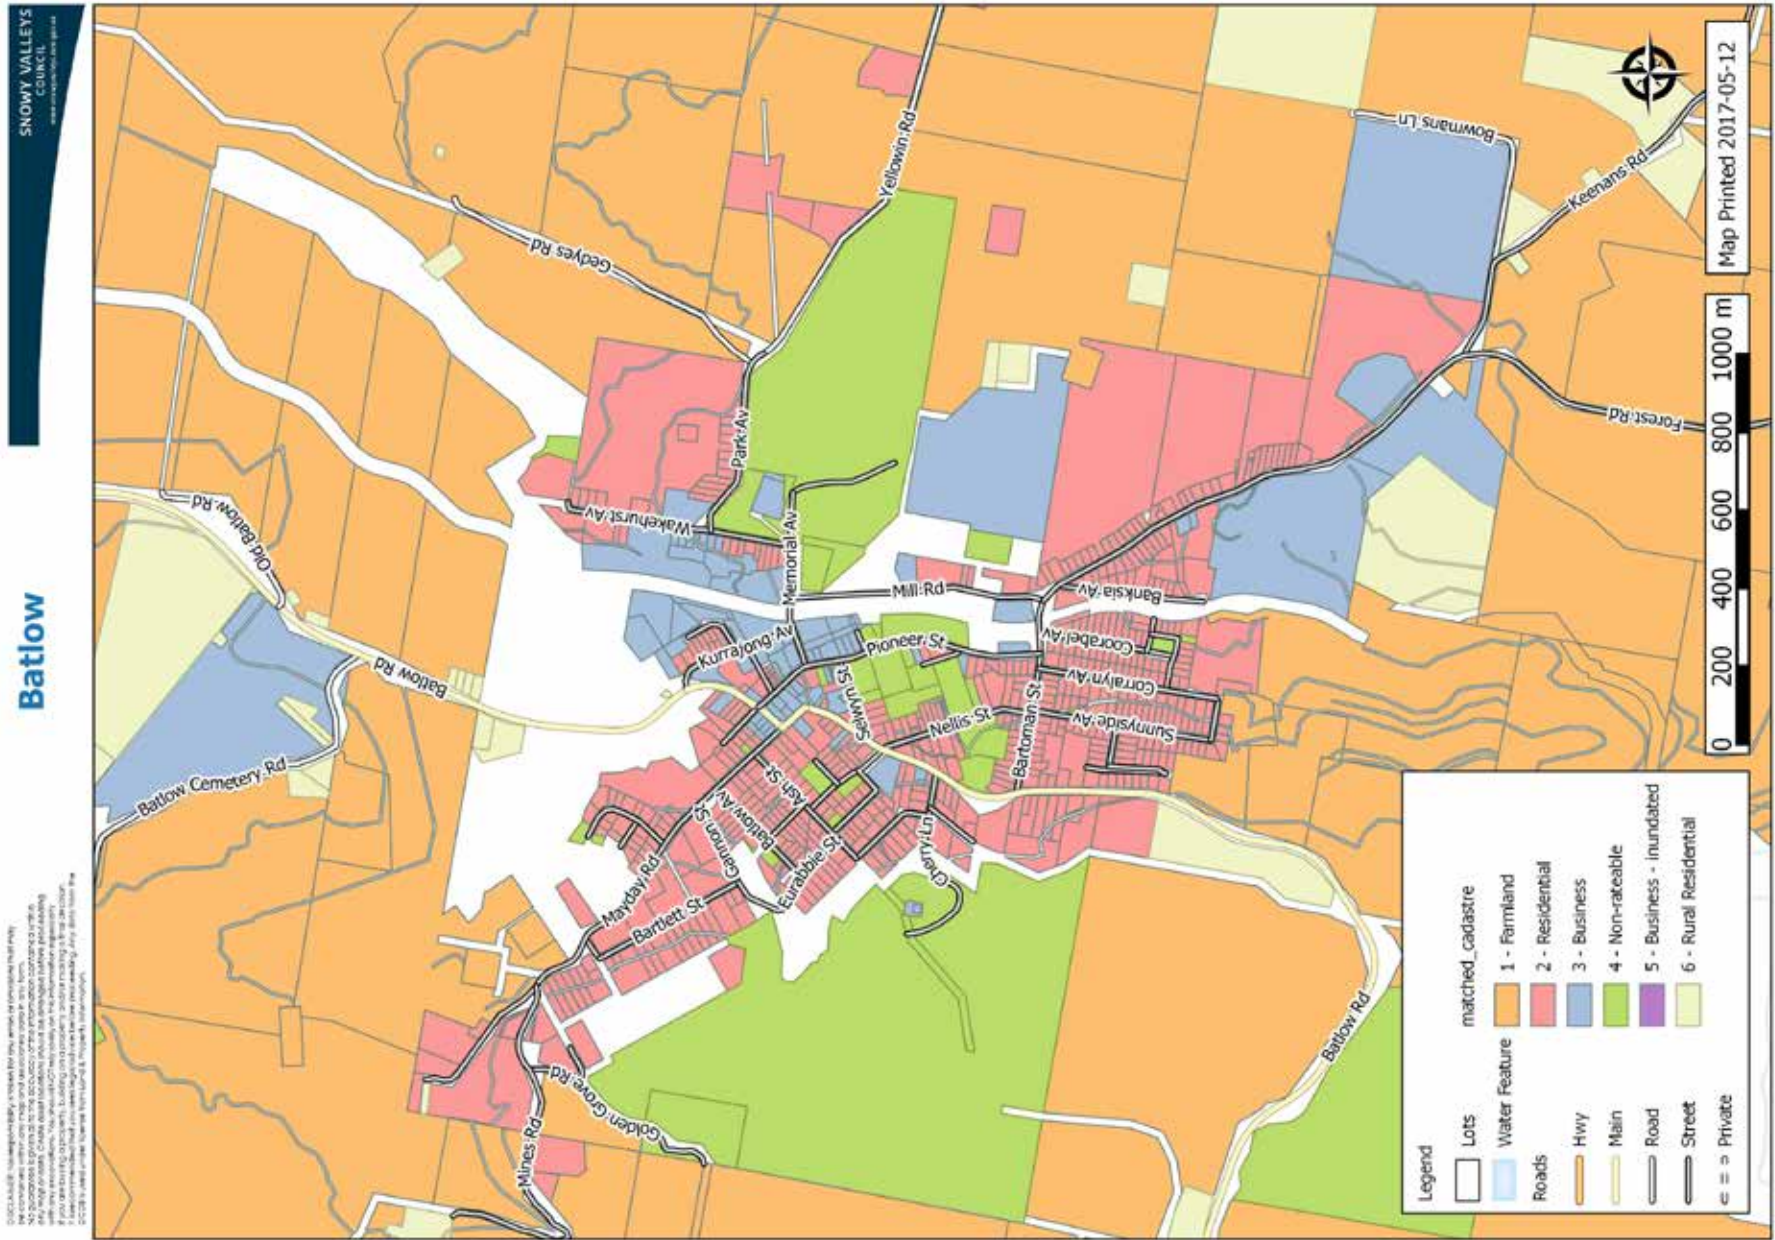 Batlow
SNOWY VALLEYS
COUNCIL
Batlow Cemetery Rd
Batlow Rd
Old Batlow Rd
Gedyes Rd
Yellowin Rd
Park Av
Wakehurst Av
Memorial Av
Kurrajong Av
Mill Rd
Pioneer St
Selwyn St
Nellis St
Ash St
Batlow Av
Gannon St
Eurabbie St
Mayday Rd
Bartlett St
Cherry Ln
Mines Rd
Golden Grove Rd
Bartoman St
Banksia Av
Coorabel Av
Corralyn Av
Sunnyside Av
Bowmans Ln
Keenans Rd
Forest Rd
Batlow Rd
Legend
Lots
Water Feature
Roads
Hwy
Main
Road
Street
Private
matched_cadastre
1 - Farmland
2 - Residential
3 - Business
4 - Non-rateable
5 - Business - inundated
6 - Rural Residential
0 200 400 600 800 1000 m
Map Printed 2017-05-12